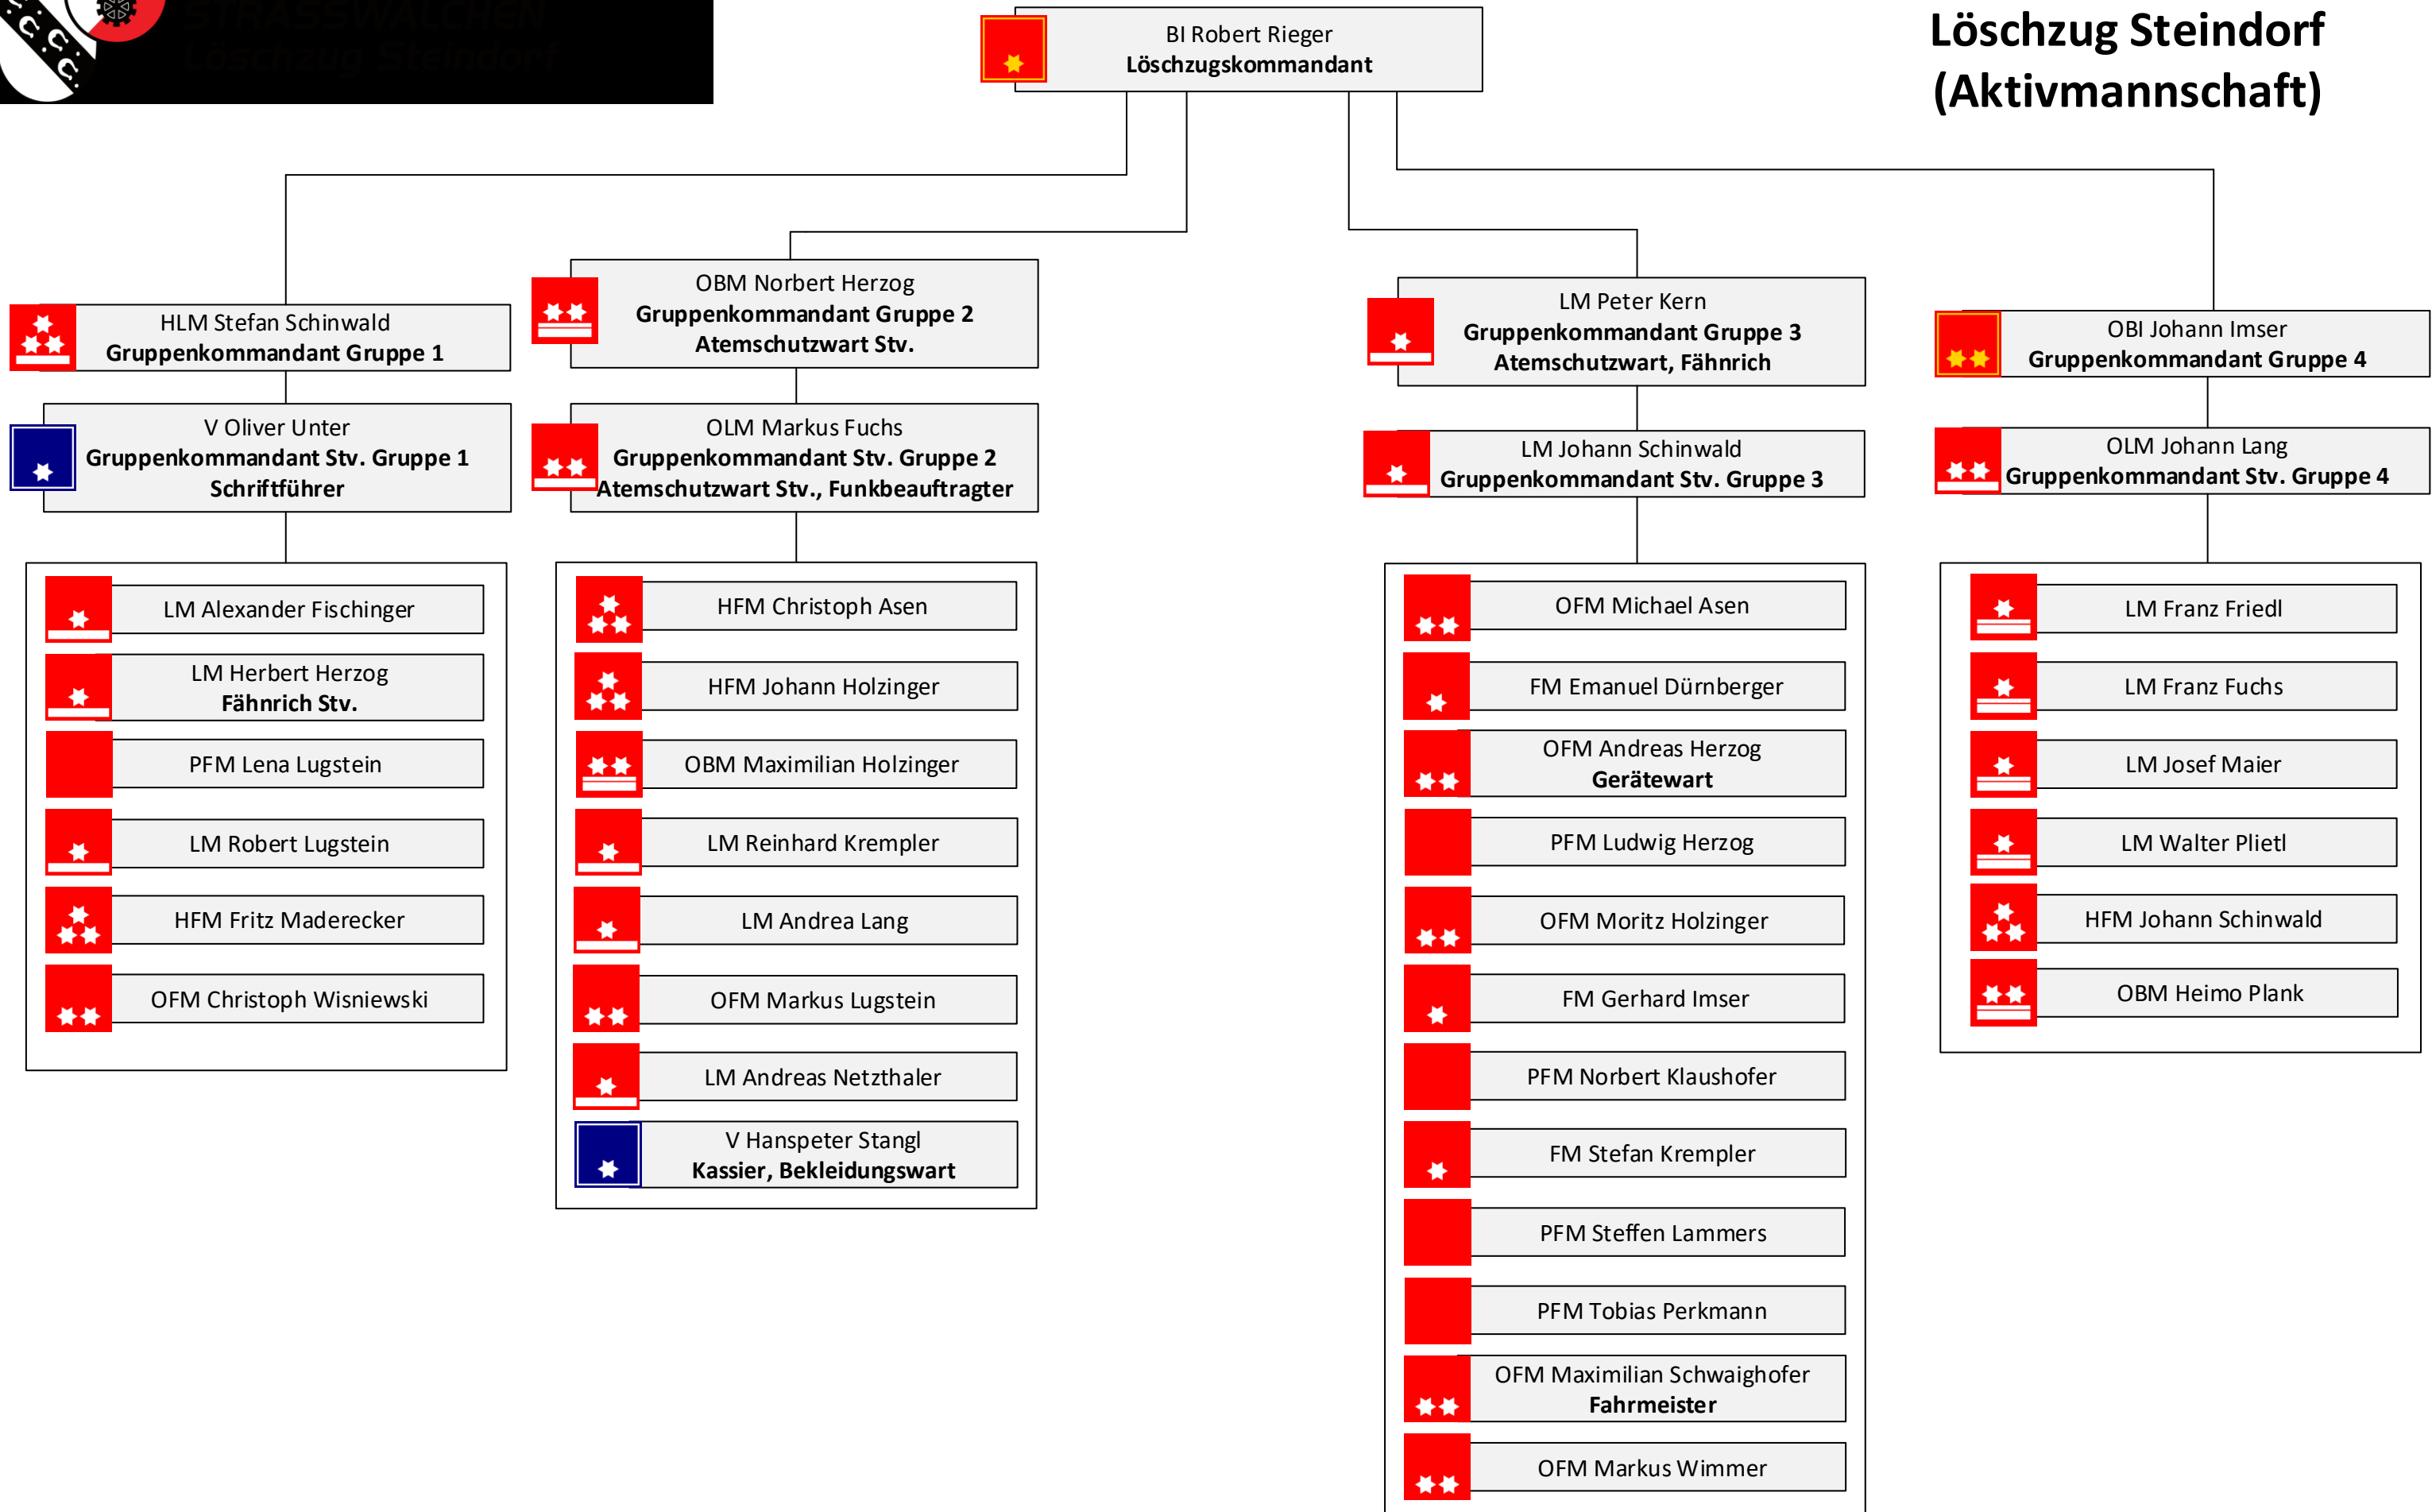 STRASSWALCHEN
Löschzug Steindorf
BI Robert Rieger
Löschzugskommandant
Löschzug Steindorf
(Aktivmannschaft)
HLM Stefan Schinwald
Gruppenkommandant Gruppe 1
V Oliver Unter
Gruppenkommandant Stv. Gruppe 1
Schriftführer
LM Alexander Fischinger
LM Herbert Herzog
Fähnrich Stv.
PFM Lena Lugstein
LM Robert Lugstein
HFM Fritz Maderecker
OFM Christoph Wisniewski
OBM Norbert Herzog
Gruppenkommandant Gruppe 2
Atemschutzwart Stv.
OLM Markus Fuchs
Gruppenkommandant Stv. Gruppe 2
Atemschutzwart Stv., Funkbeauftragter
HFM Christoph Asen
HFM Johann Holzinger
OBM Maximilian Holzinger
LM Reinhard Krempler
LM Andrea Lang
OFM Markus Lugstein
LM Andreas Netzthaler
V Hanspeter Stangl
Kassier, Bekleidungswart
LM Peter Kern
Gruppenkommandant Gruppe 3
Atemschutzwart, Fähnrich
LM Johann Schinwald
Gruppenkommandant Stv. Gruppe 3
OFM Michael Asen
FM Emanuel Dürnberger
OFM Andreas Herzog
Gerätewart
PFM Ludwig Herzog
OFM Moritz Holzinger
FM Gerhard Imser
PFM Norbert Klaushofer
FM Stefan Krempler
PFM Steffen Lammers
PFM Tobias Perkmann
OFM Maximilian Schwaighofer
Fahrmeister
OFM Markus Wimmer
OBI Johann Imser
Gruppenkommandant Gruppe 4
OLM Johann Lang
Gruppenkommandant Stv. Gruppe 4
LM Franz Friedl
LM Franz Fuchs
LM Josef Maier
LM Walter Plietl
HFM Johann Schinwald
OBM Heimo Plank